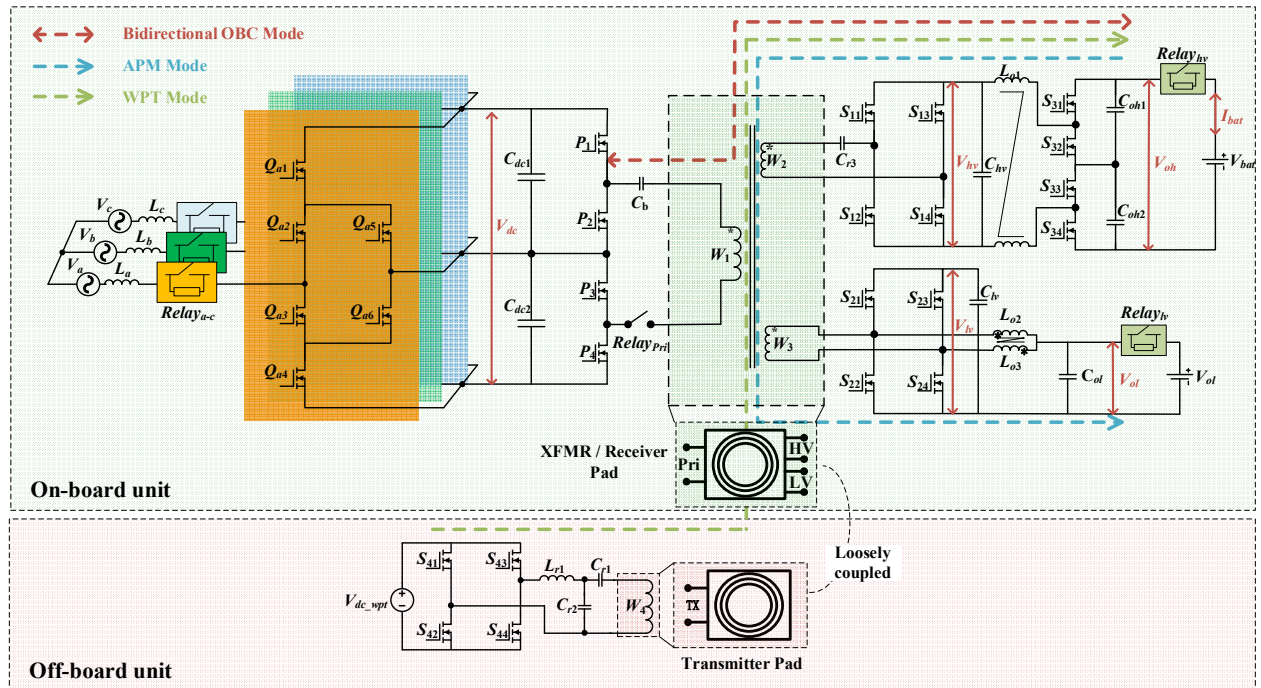 Bidirectional OBC Mode
APM Mode
WPT Mode
Relayhv
Lo1
S11
S13
S31
Coh1
Ibat
P1
Qa1
Cdc1
W2
Cr3
Vhv
Chv
S32
Voh
Vbat
Cb
Vc
Lc
Qa2
Qa5
P2
Vdc
W1
S12
S14
S33
Coh2
S34
Vb
Lb
Va
La
Relaya-c
Qa3
Qa6
Cdc2
P3
RelayPri
P4
Qa4
S21
S23
Clv
Lo2
Relaylv
W3
Vlv
Lo3
S22
S24
Col
Vol
Vol
XFMR / Receiver
Pad
Pri
HV
LV
On-board unit
Loosely
coupled
S41
S43
Lr1
Cr1
Vdc_wpt
Cr2
W4
TX
S42
S44
Transmitter Pad
Off-board unit